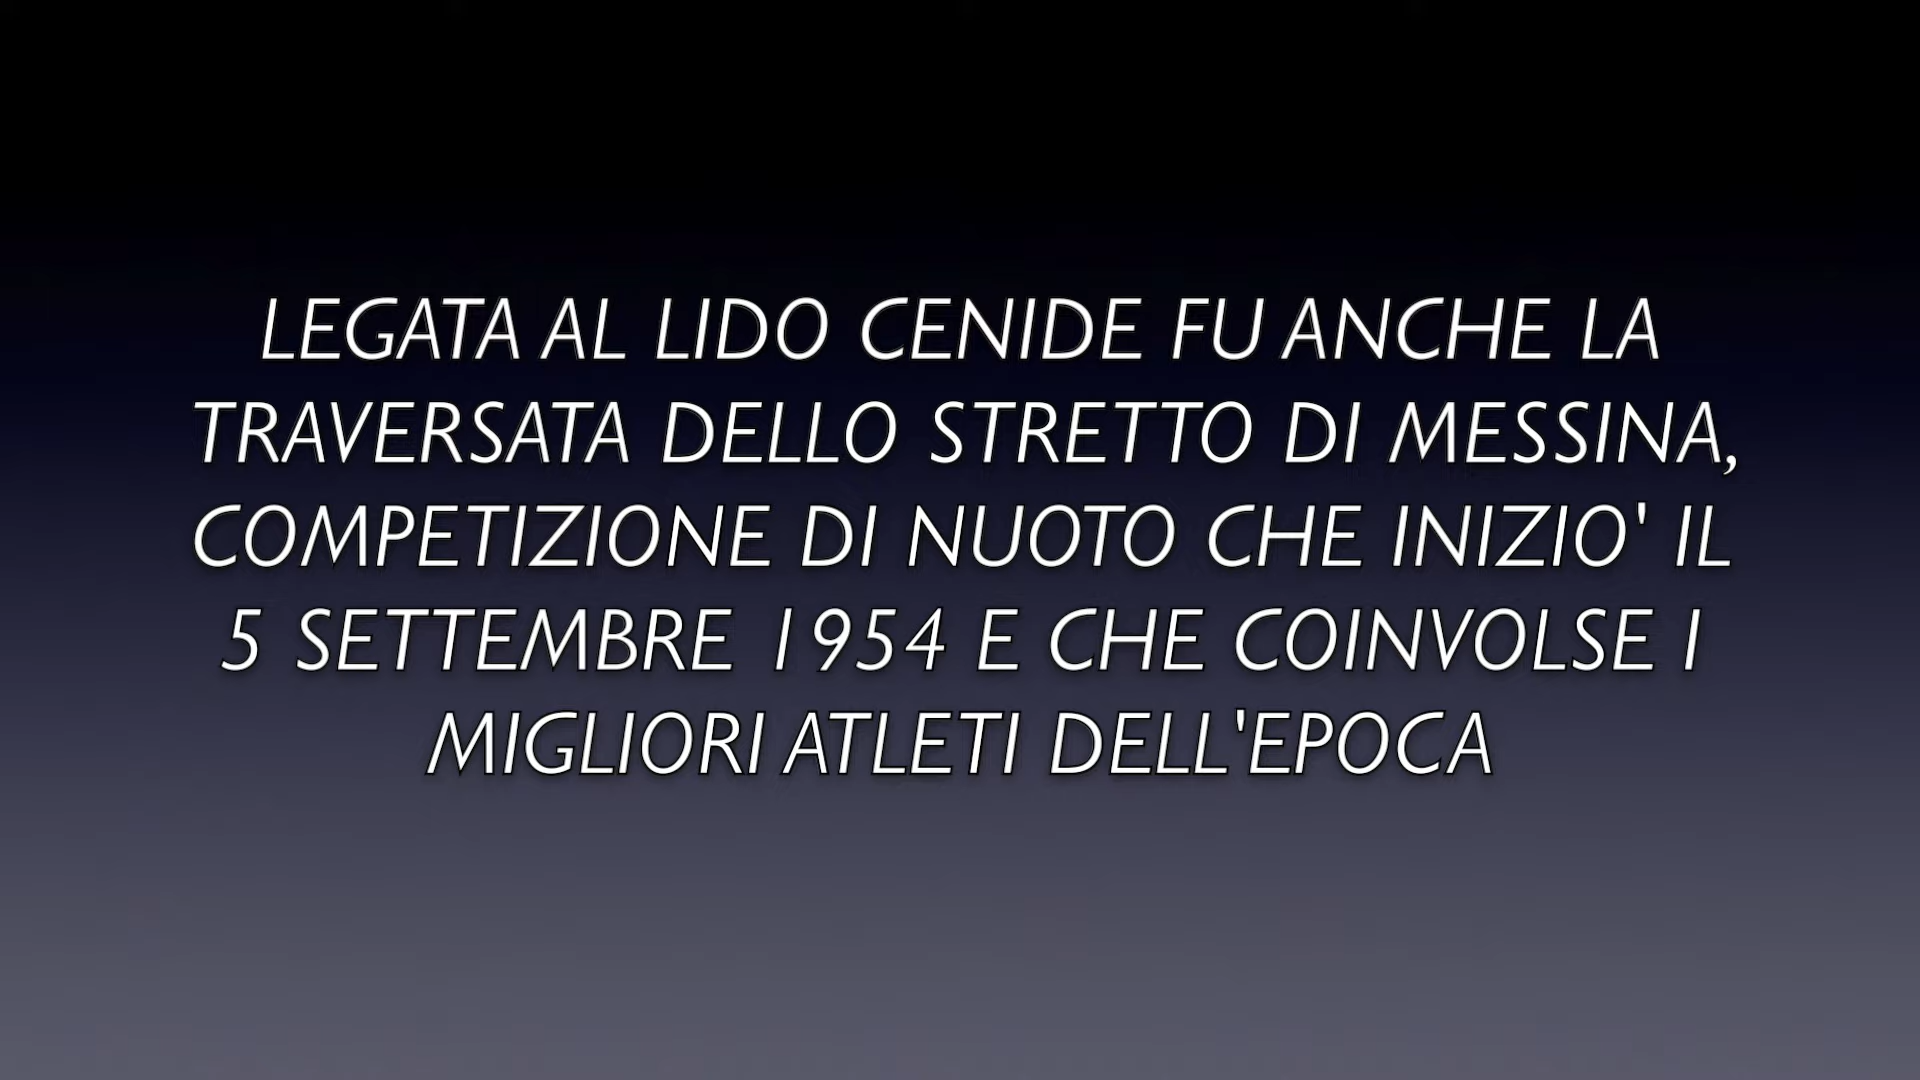 LEGATA AL LIDO CENIDE FU ANCHE LA
TRAVERSATA DELLO STRETTO DI MESSINA,
COMPETIZIONE DI NUOTO CHE INIZIO' IL
5 SETTEMBRE 1954 E CHE COINVOLSE I
MIGLIORI ATLETI DELL'EPOCA